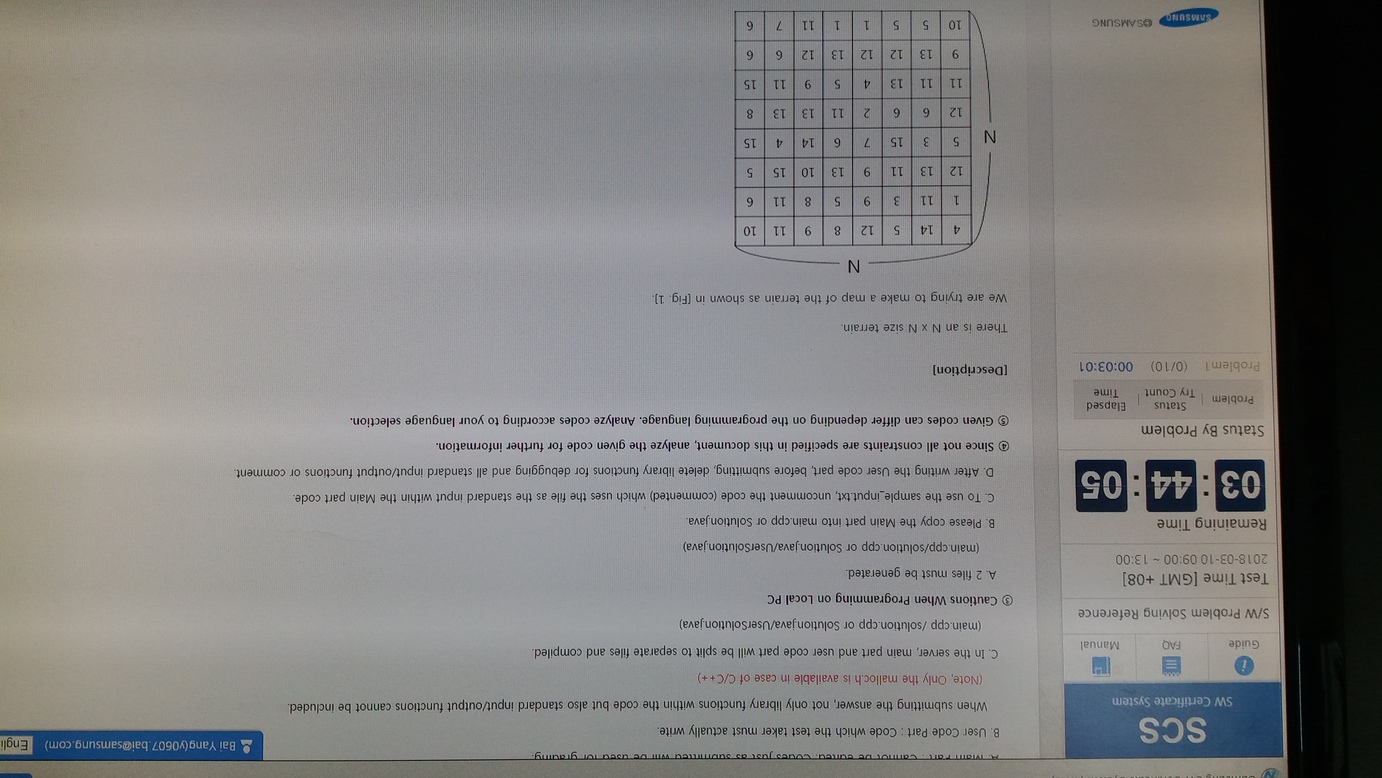 Samsung SW Certificate System
A. Main Part : Cannot be edited. Codes just as submitted will be used for grading.
SCS
SW Certificate System
Bai Yang(y0607.bai@samsung.com)
Engli
B. User Code Part : Code which the test taker must actually write.
When submitting the answer, not only library functions within the code but also standard input/output functions cannot be included.
(Note, Only the malloc.h is available in case of C/C++)
Guide
FAQ
Manual
C. In the server, main part and user code part will be split to separate files and compiled.
(main.cpp /solution.cpp or Solution.java/UserSolution.java)
S/W Problem Solving Reference
③ Cautions When Programming on Local PC
Test Time [GMT +08]
2018-03-10 09:00 ~ 13:00
A. 2 files must be generated.
(main.cpp/solution.cpp or Solution.java/UserSolution.java)
Remaining Time
03 : 44 : 05
B. Please copy the Main part into main.cpp or Solution.java.
C. To use the sample_input.txt, uncomment the code (commented) which uses the file as the standard input within the Main part code.
D. After writing the User code part, before submitting, delete library functions for debugging and all standard input/output functions or comment.
④ Since not all constraints are specified in this document, analyze the given code for further information.
⑤ Given codes can differ depending on the programming language. Analyze codes according to your language selection.
Status By Problem
Problem | Status Try Count | Elapsed Time
Problem1 (0/10) 00:03:01
[Description]
There is an N x N size terrain.
We are trying to make a map of the terrain as shown in [Fig. 1].
N
4 14 5 12 8 9 11 10
1 11 3 9 5 8 11 6
12 13 11 9 13 10 15 5
N
5 3 15 7 6 14 4 15
12 6 6 2 11 13 13 8
11 11 13 4 5 9 11 15
9 13 12 12 13 12 6 6
10 5 5 1 1 11 7 6
SAMSUNG
©SAMSUNG